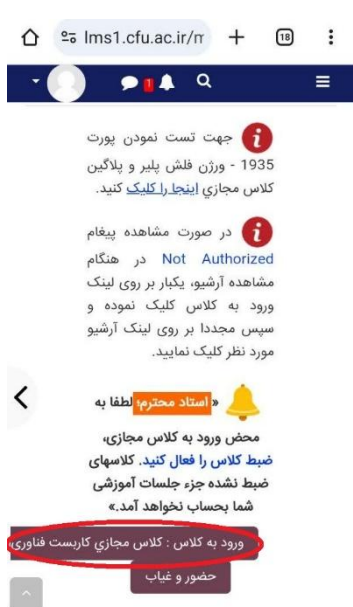 lms1.cfu.ac.ir/m
18
1
جهت تست نمودن پورت
1935 - ورژن فلش پلیر و پلاگین
کلاس مجازي اینجا را کلیک کنید.
در صورت مشاهده پیغام
Not Authorized در هنگام
مشاهده آرشیو، یکبار بر روی لینک
ورود به کلاس کلیک نموده و
سپس مجددا بر روی لینک آرشیو
مورد نظر کلیک نمایید.
« استاد محترم؛ لطفا به
محض ورود به کلاس مجازی،
ضبط کلاس را فعال کنید. کلاسهای
ضبط نشده جزء جلسات آموزشی
شما بحساب نخواهد آمد.»
ورود به کلاس : کلاس مجازي کاربست فناوری
حضور و غیاب